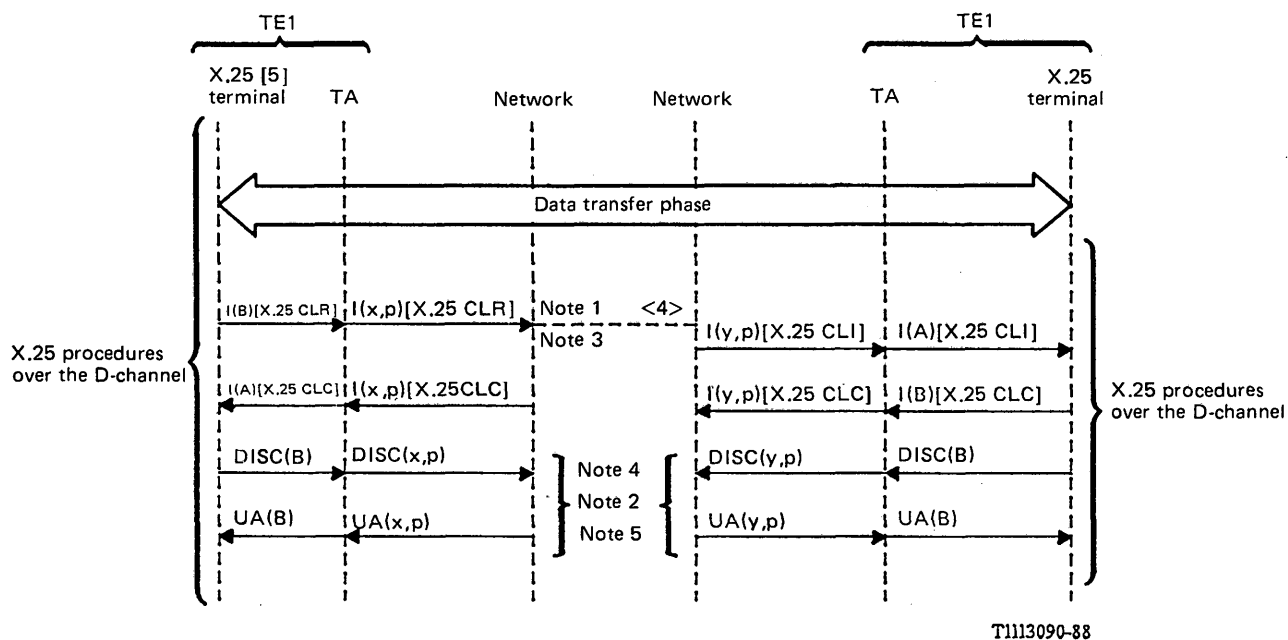 TE1
TE1
X.25 [5]
terminal
TA
Network
Network
TA
X.25
terminal
Data transfer phase
I(B)[X.25 CLR]
I(x,p)[X.25 CLR]
Note 1
<4>
Note 3
I(y,p)[X.25 CLI]
I(A)[X.25 CLI]
X.25 procedures
over the D-channel
I(A)[X.25 CLC]
I(x,p)[X.25CLC]
I(y,p)[X.25 CLC]
I(B)[X.25 CLC]
X.25 procedures
over the D-channel
DISC(B)
DISC(x,p)
Note 4
DISC(y,p)
DISC(B)
Note 2
UA(B)
UA(x,p)
Note 5
UA(y,p)
UA(B)
T1113090-88